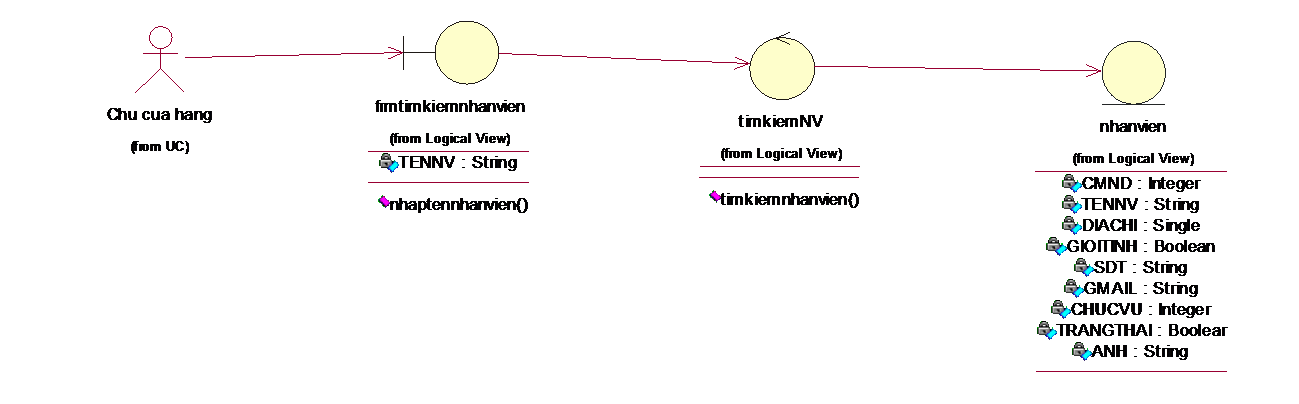 Chu cua hang
(from UC)
frmtimkiemnhanvien
(from Logical View)
TENNV : String
nhaptennhanvien()
timkiemNV
(from Logical View)
timkiemnhanvien()
nhanvien
(from Logical View)
CMND : Integer
TENNV : String
DIACHI : Single
GIOITINH : Boolean
SDT : String
GMAIL : String
CHUCVU : Integer
TRANGTHAI : Boolear
ANH : String